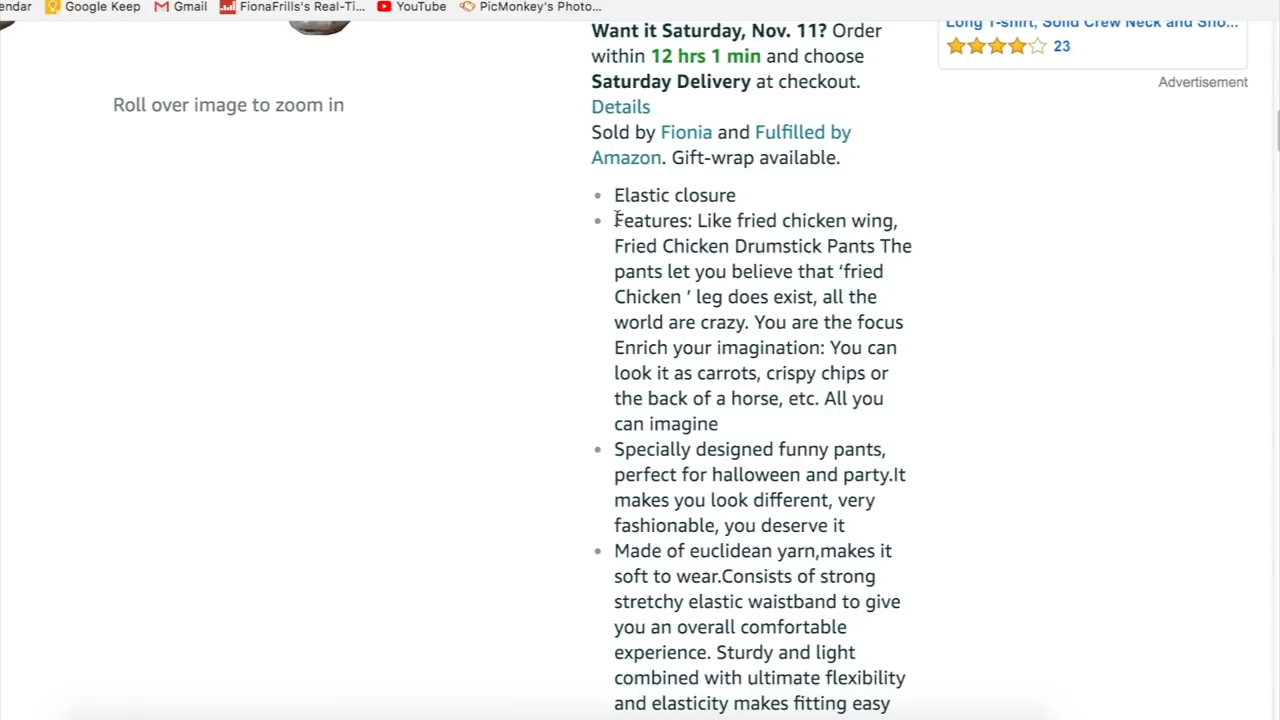 endar
Google Keep
Gmail
FionaFrills's Real-Ti...
YouTube
PicMonkey's Photo...
Want it Saturday, Nov. 11? Order
within 12 hrs 1 min and choose
Saturday Delivery at checkout.
Details
Sold by Fionia and Fulfilled by
Amazon. Gift-wrap available.
Long T-shirt, Solid Crew Neck and Sho...
23
Advertisement
Roll over image to zoom in
Elastic closure
Features: Like fried chicken wing,
Fried Chicken Drumstick Pants The
pants let you believe that ‘fried
Chicken ’ leg does exist, all the
world are crazy. You are the focus
Enrich your imagination: You can
look it as carrots, crispy chips or
the back of a horse, etc. All you
can imagine
Specially designed funny pants,
perfect for halloween and party.It
makes you look different, very
fashionable, you deserve it
Made of euclidean yarn,makes it
soft to wear.Consists of strong
stretchy elastic waistband to give
you an overall comfortable
experience. Sturdy and light
combined with ultimate flexibility
and elasticity makes fitting easy